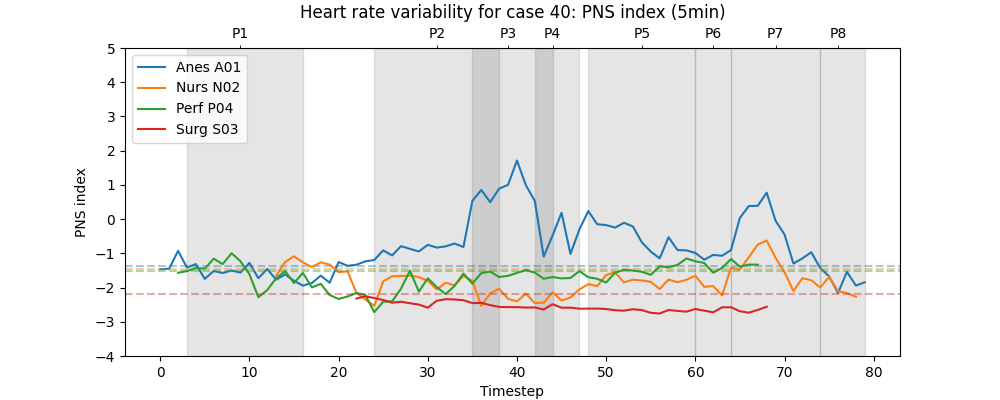 Heart rate variability for case 40: PNS index (5min)
P1 P2 P3 P4 P5 P6 P7 P8
5
4
3
2
1
0
−1
−2
−3
−4
PNS index
Anes A01
Nurs N02
Perf P04
Surg S03
0 10 20 30 40 50 60 70 80
Timestep